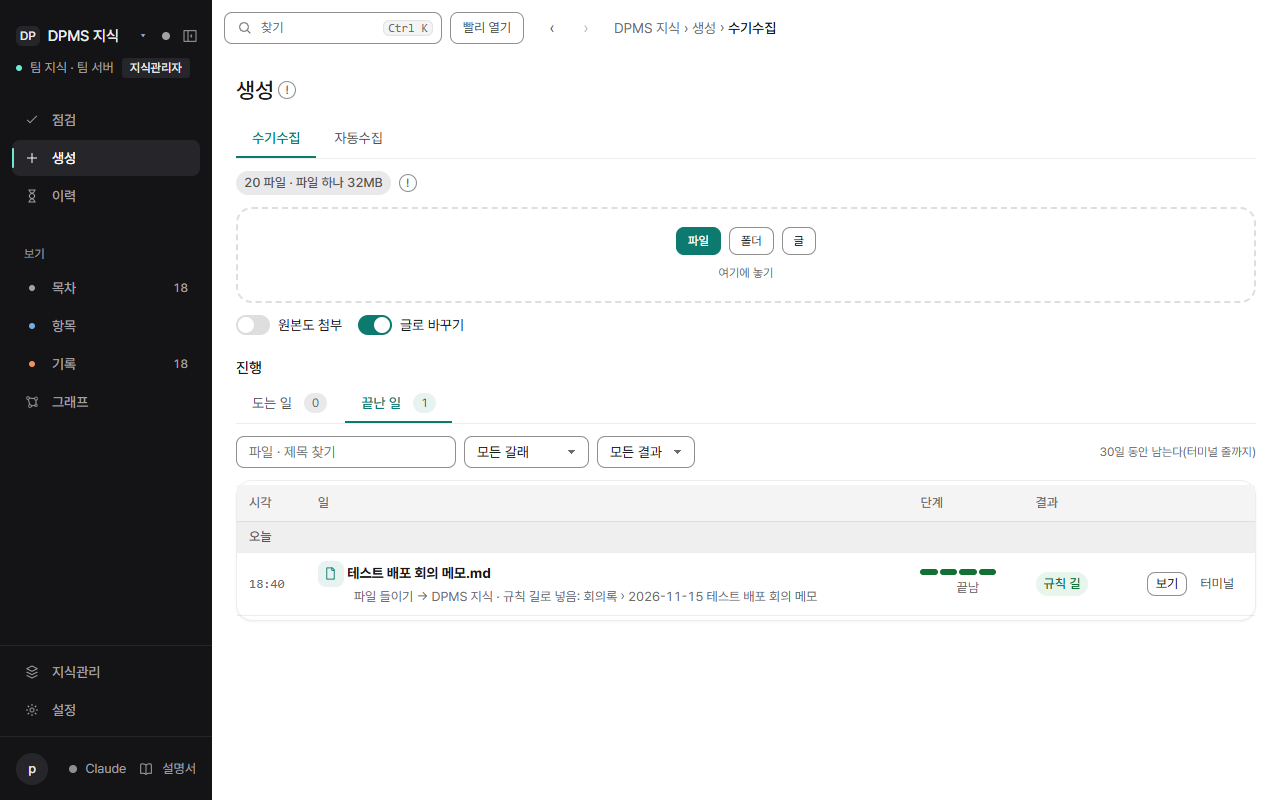 DP DPMS 지식
팀 지식 · 팀 서버 지식관리자
점검
생성
이력
보기
목차 18
항목
기록 18
그래프
지식관리
설정
p Claude 설명서
찾기 Ctrl K 빨리 열기 ‹ › DPMS 지식 › 생성 › 수기수집
생성 !
수기수집 자동수집
20 파일 · 파일 하나 32MB !
파일 폴더 글
여기에 놓기
원본도 첨부 글로 바꾸기
진행
도는 일 0 끝난 일 1
파일 · 제목 찾기 모든 갈래 모든 결과 30일 동안 남는다(터미널 줄까지)
시각 일 단계 결과
오늘
18:40 테스트 배포 회의 메모.md
파일 들이기 → DPMS 지식 · 규칙 길로 넣음: 회의록 › 2026-11-15 테스트 배포 회의 메모
끝남 규칙 길 보기 터미널